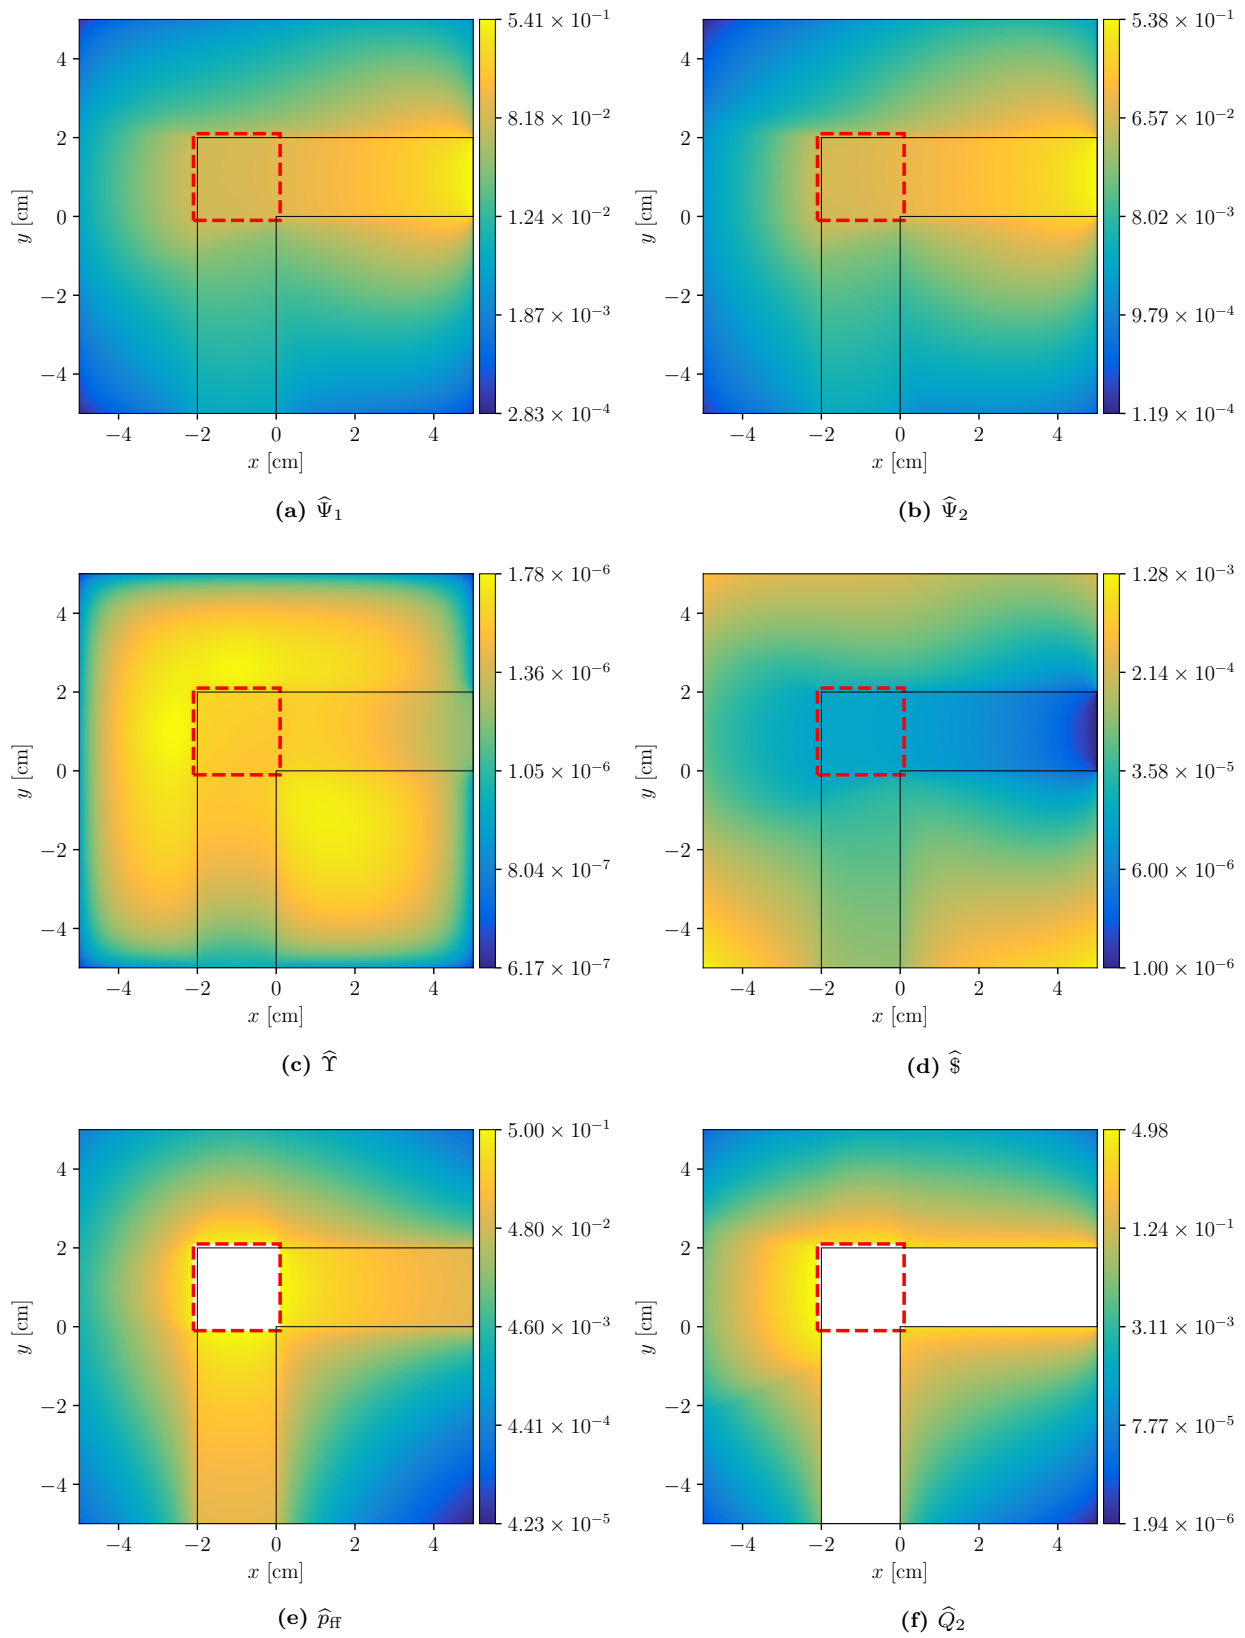 4
2
0
−2
−4
y [cm]
−4 −2 0 2 4
x [cm]
5.41 × 10⁻¹
8.18 × 10⁻²
1.24 × 10⁻²
1.87 × 10⁻³
2.83 × 10⁻⁴
(a) Ψ̂₁
4
2
0
−2
−4
y [cm]
−4 −2 0 2 4
x [cm]
5.38 × 10⁻¹
6.57 × 10⁻²
8.02 × 10⁻³
9.79 × 10⁻⁴
1.19 × 10⁻⁴
(b) Ψ̂₂
4
2
0
−2
−4
y [cm]
−4 −2 0 2 4
x [cm]
1.78 × 10⁻⁶
1.36 × 10⁻⁶
1.05 × 10⁻⁶
8.04 × 10⁻⁷
6.17 × 10⁻⁷
(c) ϒ̂
4
2
0
−2
−4
y [cm]
−4 −2 0 2 4
x [cm]
1.28 × 10⁻³
2.14 × 10⁻⁴
3.58 × 10⁻⁵
6.00 × 10⁻⁶
1.00 × 10⁻⁶
(d) $̂
4
2
0
−2
−4
y [cm]
−4 −2 0 2 4
x [cm]
5.00 × 10⁻¹
4.80 × 10⁻²
4.60 × 10⁻³
4.41 × 10⁻⁴
4.23 × 10⁻⁵
(e) p̂ff
4
2
0
−2
−4
y [cm]
−4 −2 0 2 4
x [cm]
4.98
1.24 × 10⁻¹
3.11 × 10⁻³
7.77 × 10⁻⁵
1.94 × 10⁻⁶
(f) Q̂₂